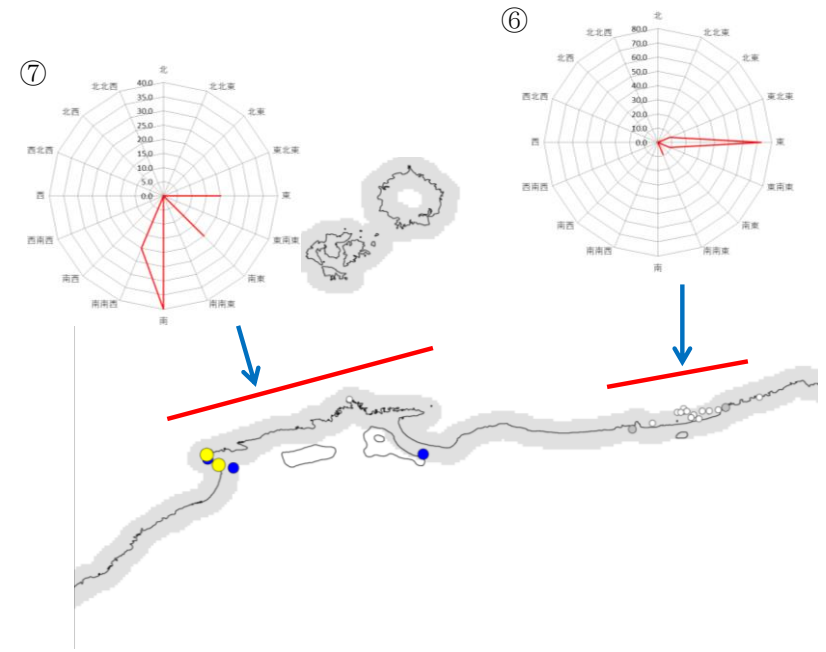 ⑦
北
北北東
北東
東北東
東
東南東
南東
南南東
南
南南西
南西
西南西
西
西北西
北西
北北西
40.0
35.0
30.0
25.0
20.0
15.0
10.0
5.0
0.0
⑥
北
北北東
北東
東北東
東
東南東
南東
南南東
南
南南西
南西
西南西
西
西北西
北西
北北西
80.0
70.0
60.0
50.0
40.0
30.0
20.0
10.0
0.0